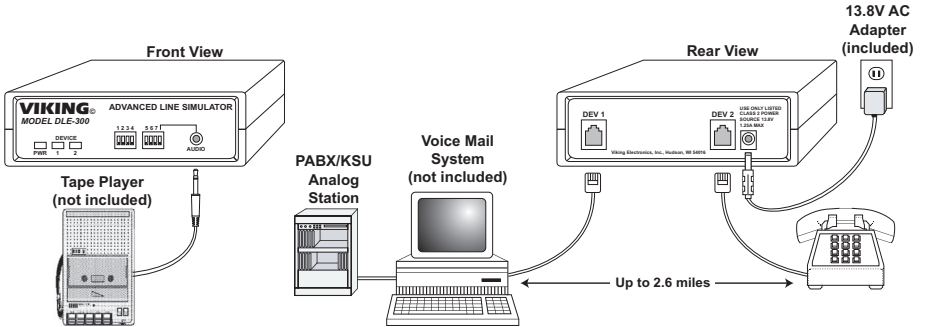 Front View
VIKING©
MODEL DLE-300
ADVANCED LINE SIMULATOR
DEVICE
PWR 1 2
1 2 3 4
5 6 7
AUDIO
Tape Player
(not included)
PABX/KSU
Analog
Station
Voice Mail
System
(not included)
Rear View
13.8V AC
Adapter
(included)
DEV 1
DEV 2
USE ONLY LISTED
CLASS 2 POWER
SOURCE 13.8V
1.25A MAX
Viking Electronics, Inc., Hudson, WI 54016
Up to 2.6 miles